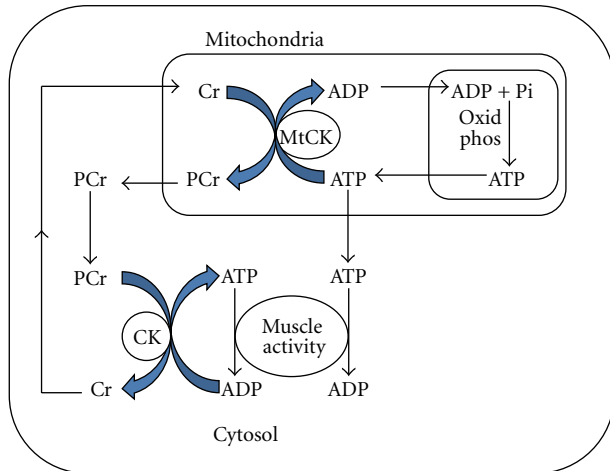 Mitochondria
Cr
ADP
ADP + Pi
MtCK
Oxid
phos
PCr
PCr
ATP
ATP
PCr
ATP
ATP
CK
Muscle
activity
Cr
ADP
ADP
Cytosol